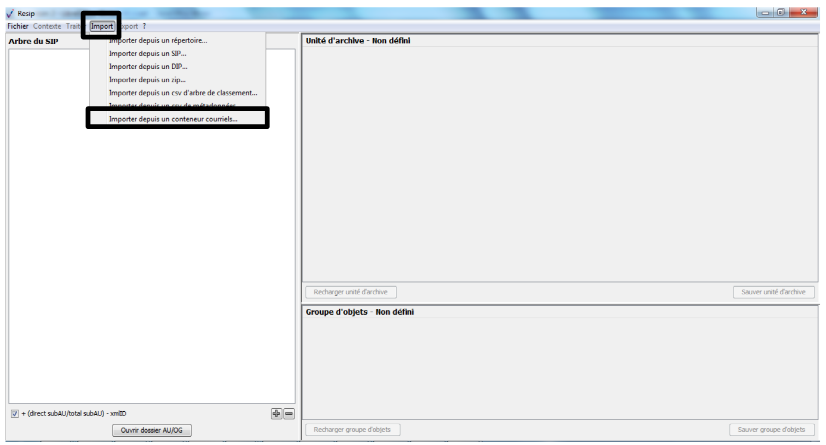 Resip
Fichier Contexte Trait Import xport ?
Arbre du SIP
Importer depuis un répertoire...
Importer depuis un SIP...
Importer depuis un DIP...
Importer depuis un zip...
Importer depuis un csv d'arbre de classement...
Importer depuis un csv de métadonnées
Importer depuis un conteneur courriels...
+ (direct subAU/total subAU) - xmlID
Ouvrir dossier AU/OG
Unité d'archive - Non défini
Recharger unité d'archive
Sauver unité d'archive
Groupe d'objets - Non défini
Recharger groupe d'objets
Sauver groupe d'objets